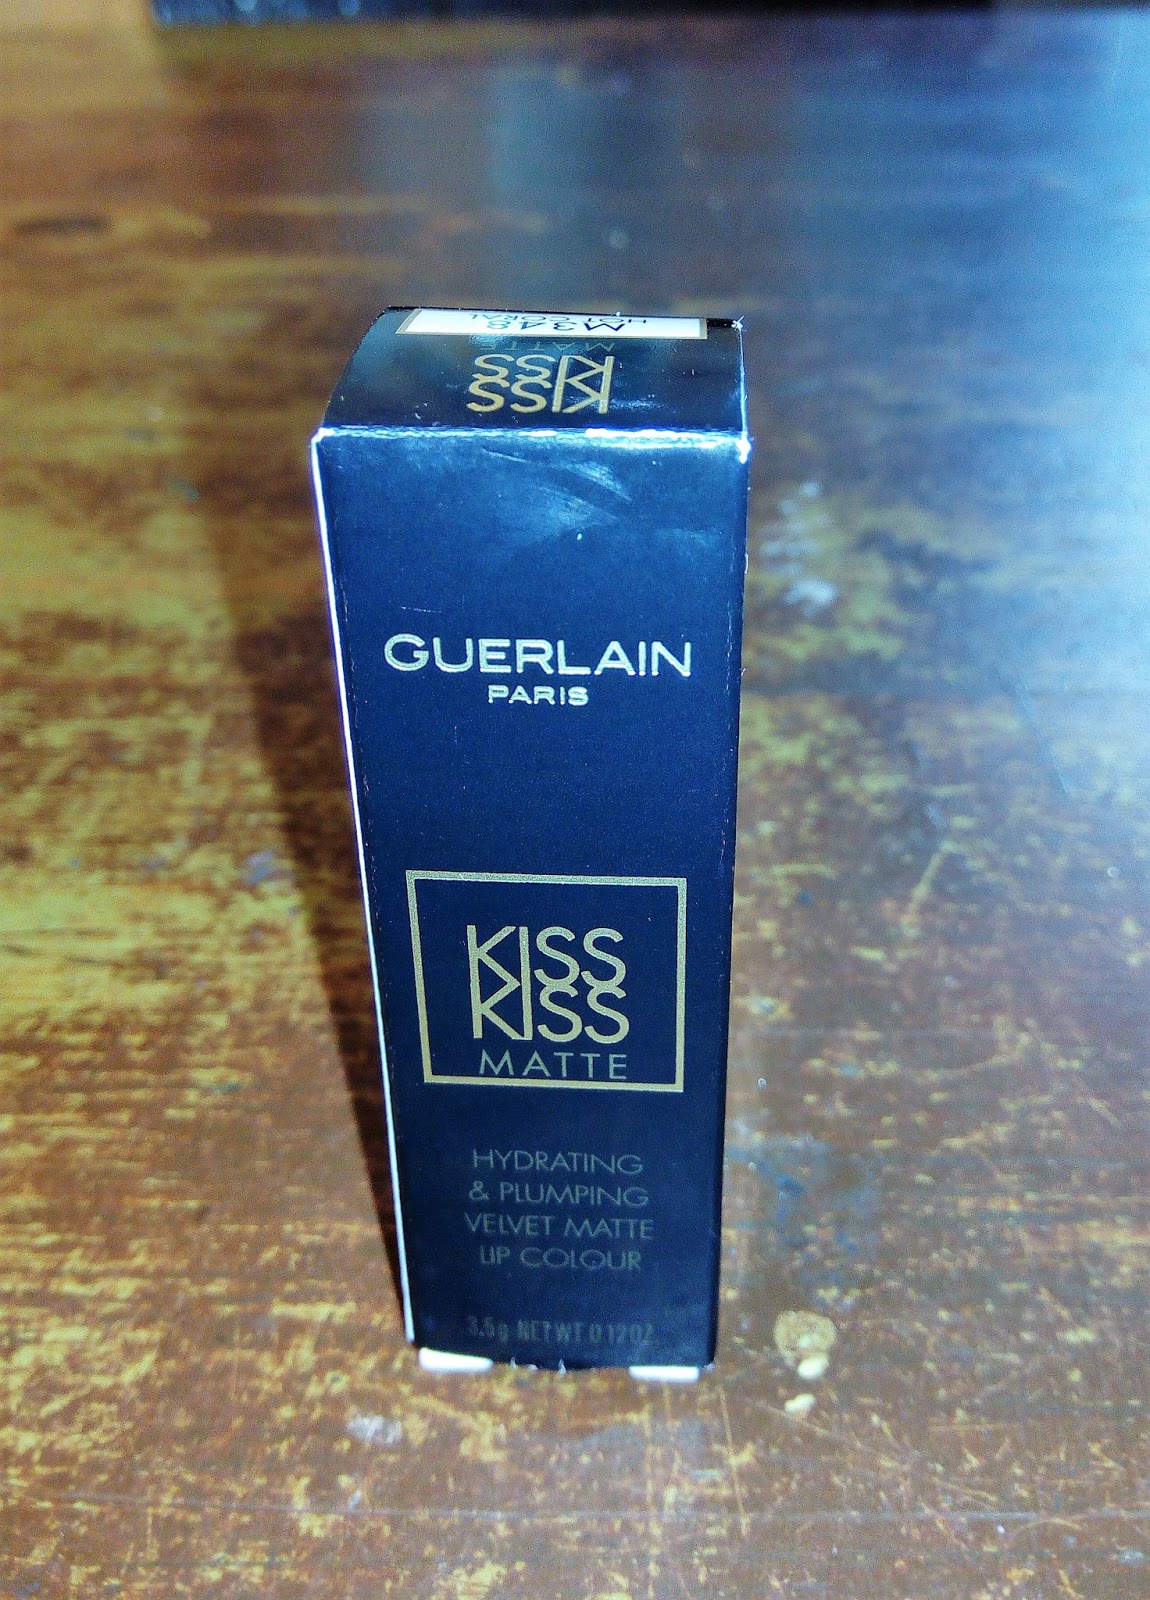 M348
HOT CORAL
KISS
KISS
MATTE
GUERLAIN
PARIS
KISS
KISS
MATTE
HYDRATING
& PLUMPING
VELVET MATTE
LIP COLOUR
3.5g NET WT 0.12 OZ